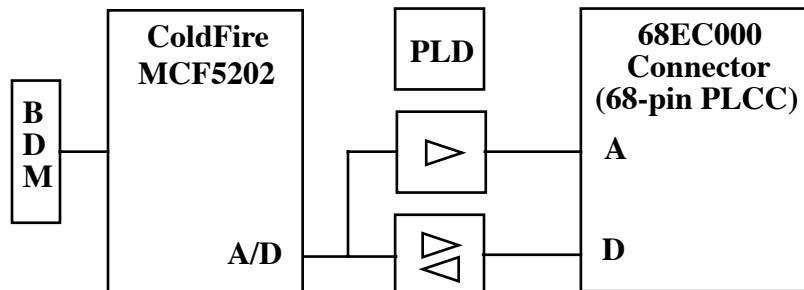 ColdFire
MCF5202
PLD
68EC000
Connector
(68-pin PLCC)
B
D
M
A
A/D
D